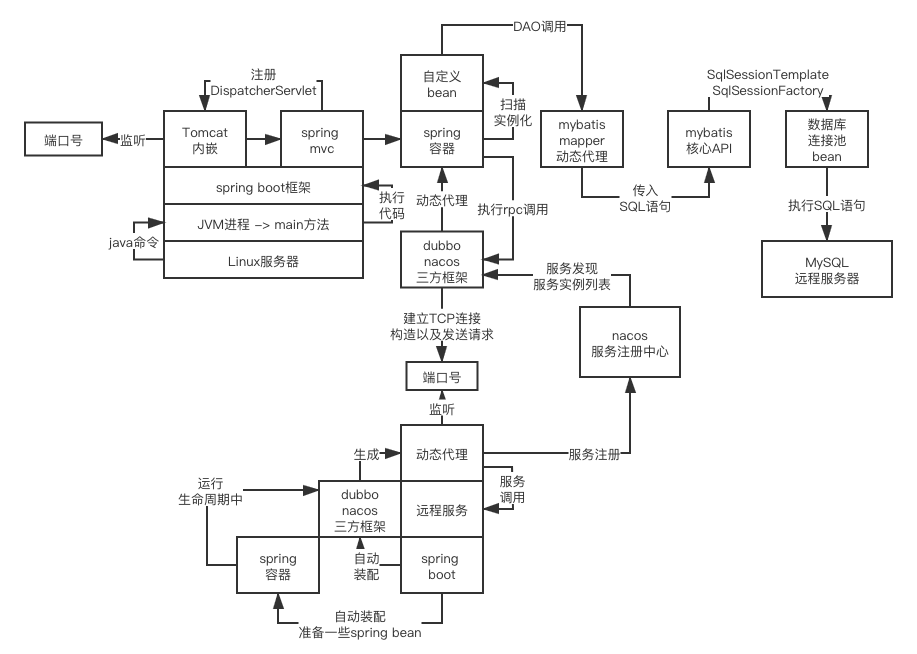 DAO调用
注册
DispatcherServlet
自定义
bean
扫描
实例化
SqlSessionTemplate
SqlSessionFactory
端口号
监听
Tomcat
内嵌
spring
mvc
spring
容器
mybatis
mapper
动态代理
mybatis
核心API
数据库
连接池
bean
spring boot框架
执行
代码
动态代理
执行rpc调用
传入
SQL语句
执行SQL语句
JVM进程 -> main方法
java命令
Linux服务器
dubbo
nacos
三方框架
服务发现
服务实例列表
MySQL
远程服务器
建立TCP连接
构造以及发送请求
nacos
服务注册中心
端口号
监听
生成
动态代理
服务注册
运行
生命周期中
dubbo
nacos
三方框架
远程服务
服务
调用
spring
容器
自动
装配
spring
boot
自动装配
准备一些spring bean